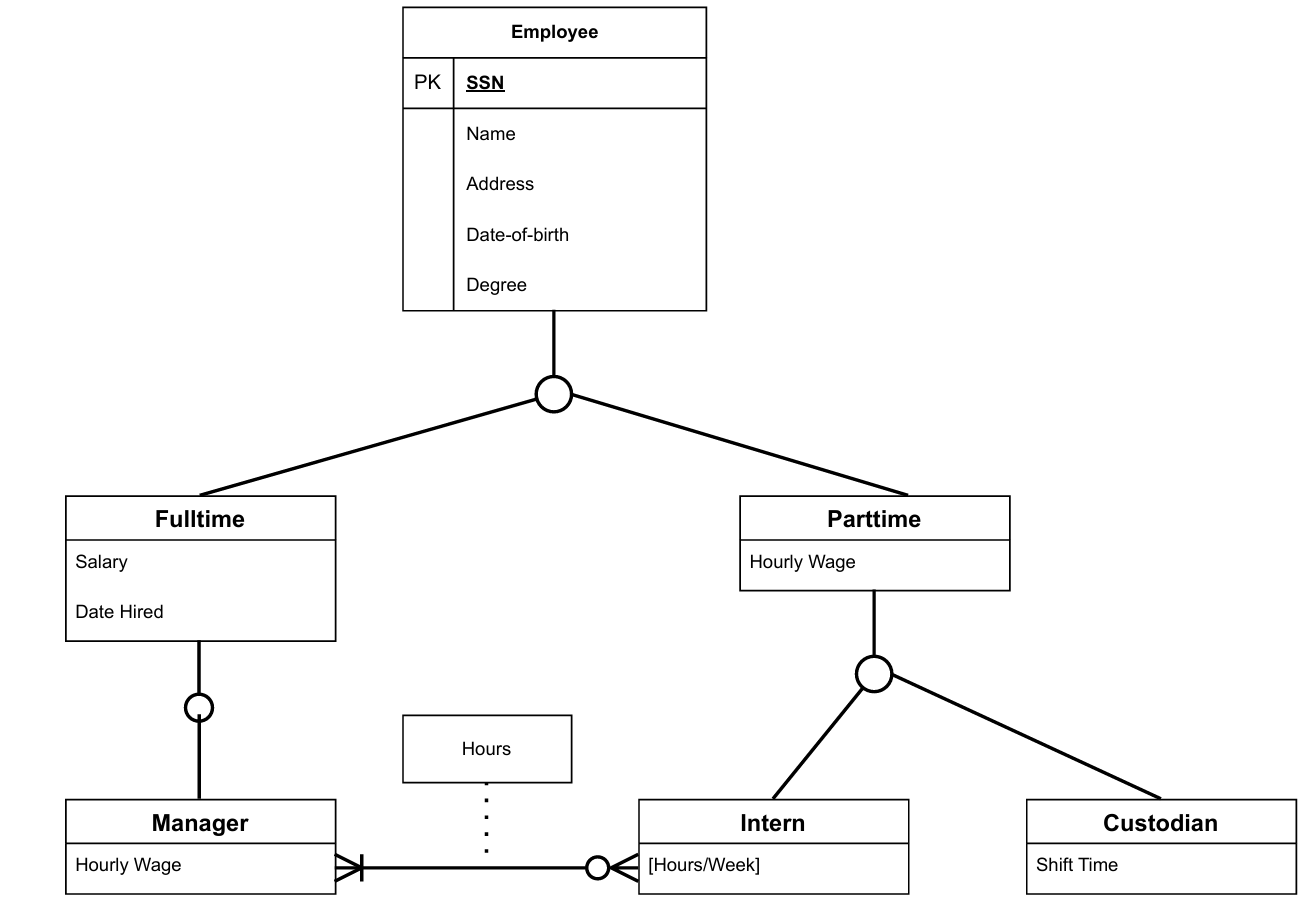 Employee
PK SSN
Name
Address
Date-of-birth
Degree
Fulltime
Salary
Date Hired
Parttime
Hourly Wage
Hours
Manager
Hourly Wage
Intern
[Hours/Week]
Custodian
Shift Time